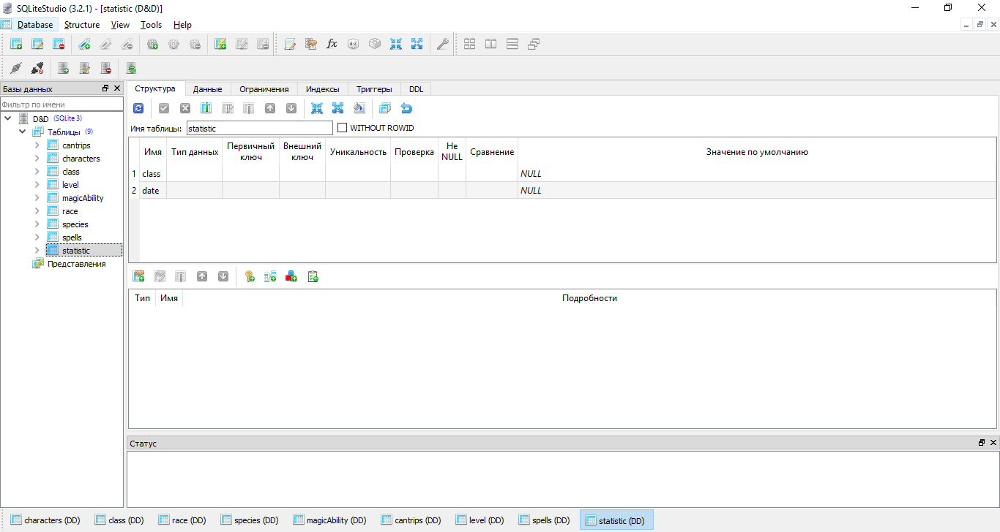 SQLiteStudio (3.2.1) - [statistic (D&D)]
Database Structure View Tools Help
Базы данных
Фильтр по имени
D&D (SQLite 3)
Таблицы (9)
cantrips
characters
class
level
magicAbility
race
species
spells
statistic
Представления
Структура Данные Ограничения Индексы Триггеры DDL
Имя таблицы: statistic WITHOUT ROWID
Имя Тип данных Первичный ключ Внешний ключ Уникальность Проверка Не NULL Сравнение Значение по умолчанию
1 class NULL
2 date NULL
Тип Имя Подробности
Статус
characters (DD) class (DD) race (DD) species (DD) magicAbility (DD) cantrips (DD) level (DD) spells (DD) statistic (DD)